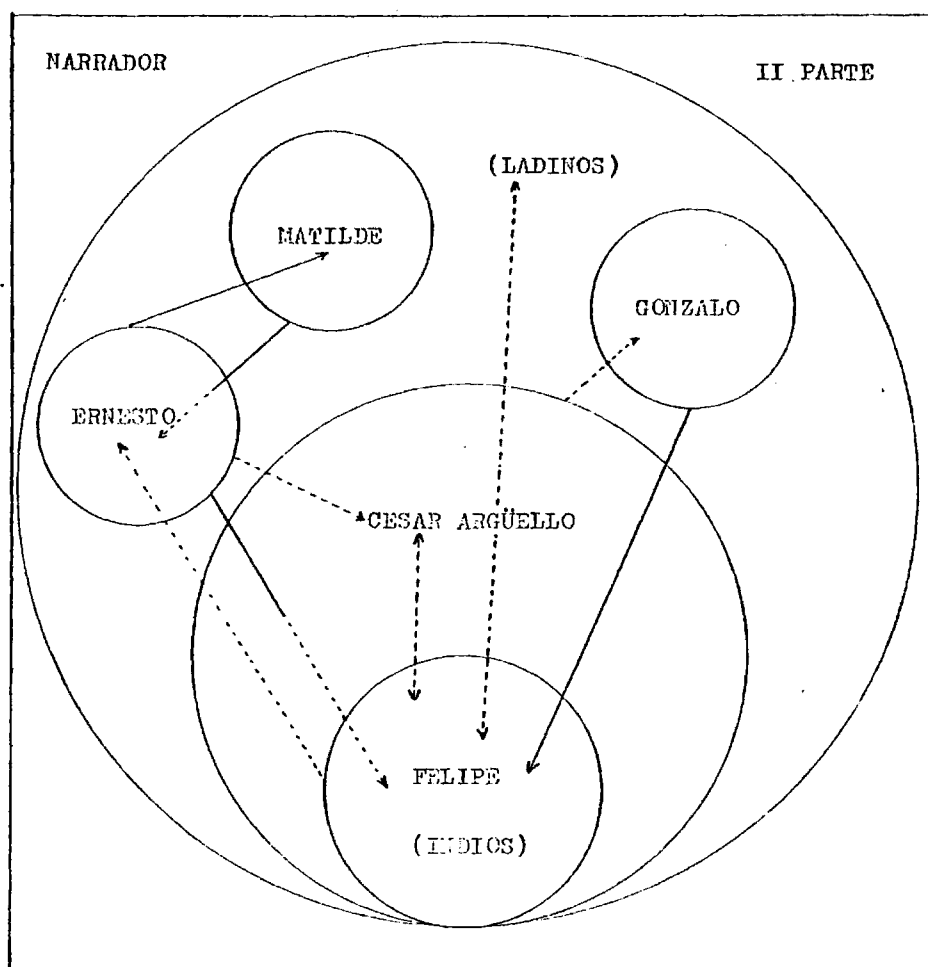 NARRADOR
II PARTE
(LADINOS)
MATILDE
GONZALO
ERNESTO
CESAR ARGÜELLO
FELIPE
(INDIOS)